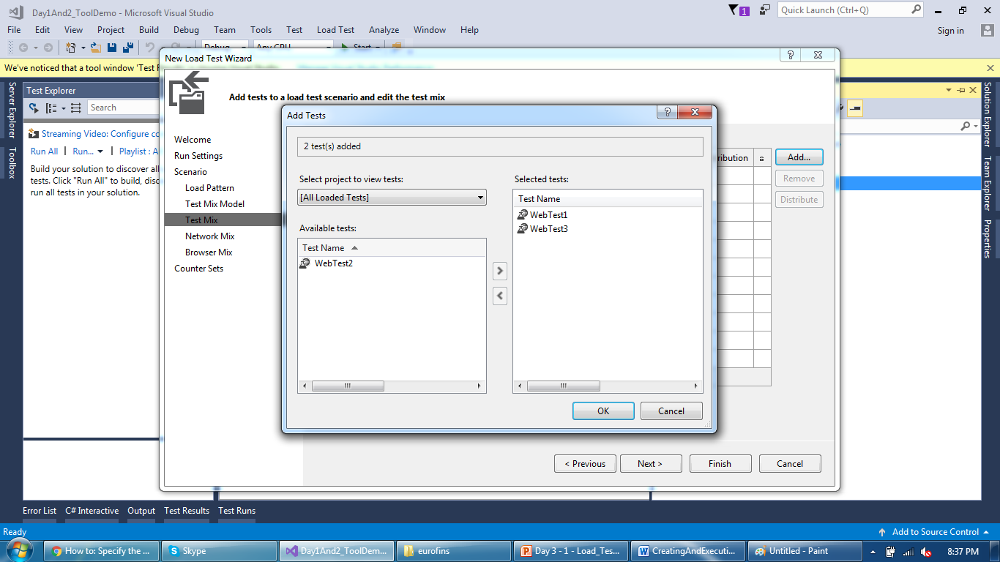 Day1And2_ToolDemo - Microsoft Visual Studio
1
Quick Launch (Ctrl+Q)
File Edit View Project Build Debug Team Tools Test Load Test Analyze Window Help
Sign in
Debug Any CPU Start
New Load Test Wizard
We've noticed that a tool window 'Test
Server Explorer
Toolbox
Test Explorer
Search
Streaming Video: Configure co
Run All Run... Playlist : A
Build your solution to discover all
tests. Click "Run All" to build, disc
run all tests in your solution.
Add tests to a load test scenario and edit the test mix
Welcome
Run Settings
Scenario
Load Pattern
Test Mix Model
Test Mix
Network Mix
Browser Mix
Counter Sets
Add Tests
2 test(s) added
Select project to view tests:
[All Loaded Tests]
Available tests:
Test Name
WebTest2
Selected tests:
Test Name
WebTest1
WebTest3
OK Cancel
ribution
Add...
Remove
Distribute
< Previous Next > Finish Cancel
Solution Explorer
Team Explorer
Properties
Error List C# Interactive Output Test Results Test Runs
Ready
Add to Source Control
How to: Specify the ... Skype Day1And2_ToolDem... eurofins Day 3 - 1 - Load_Tes... CreatingAndExecuti... Untitled - Paint
8:37 PM